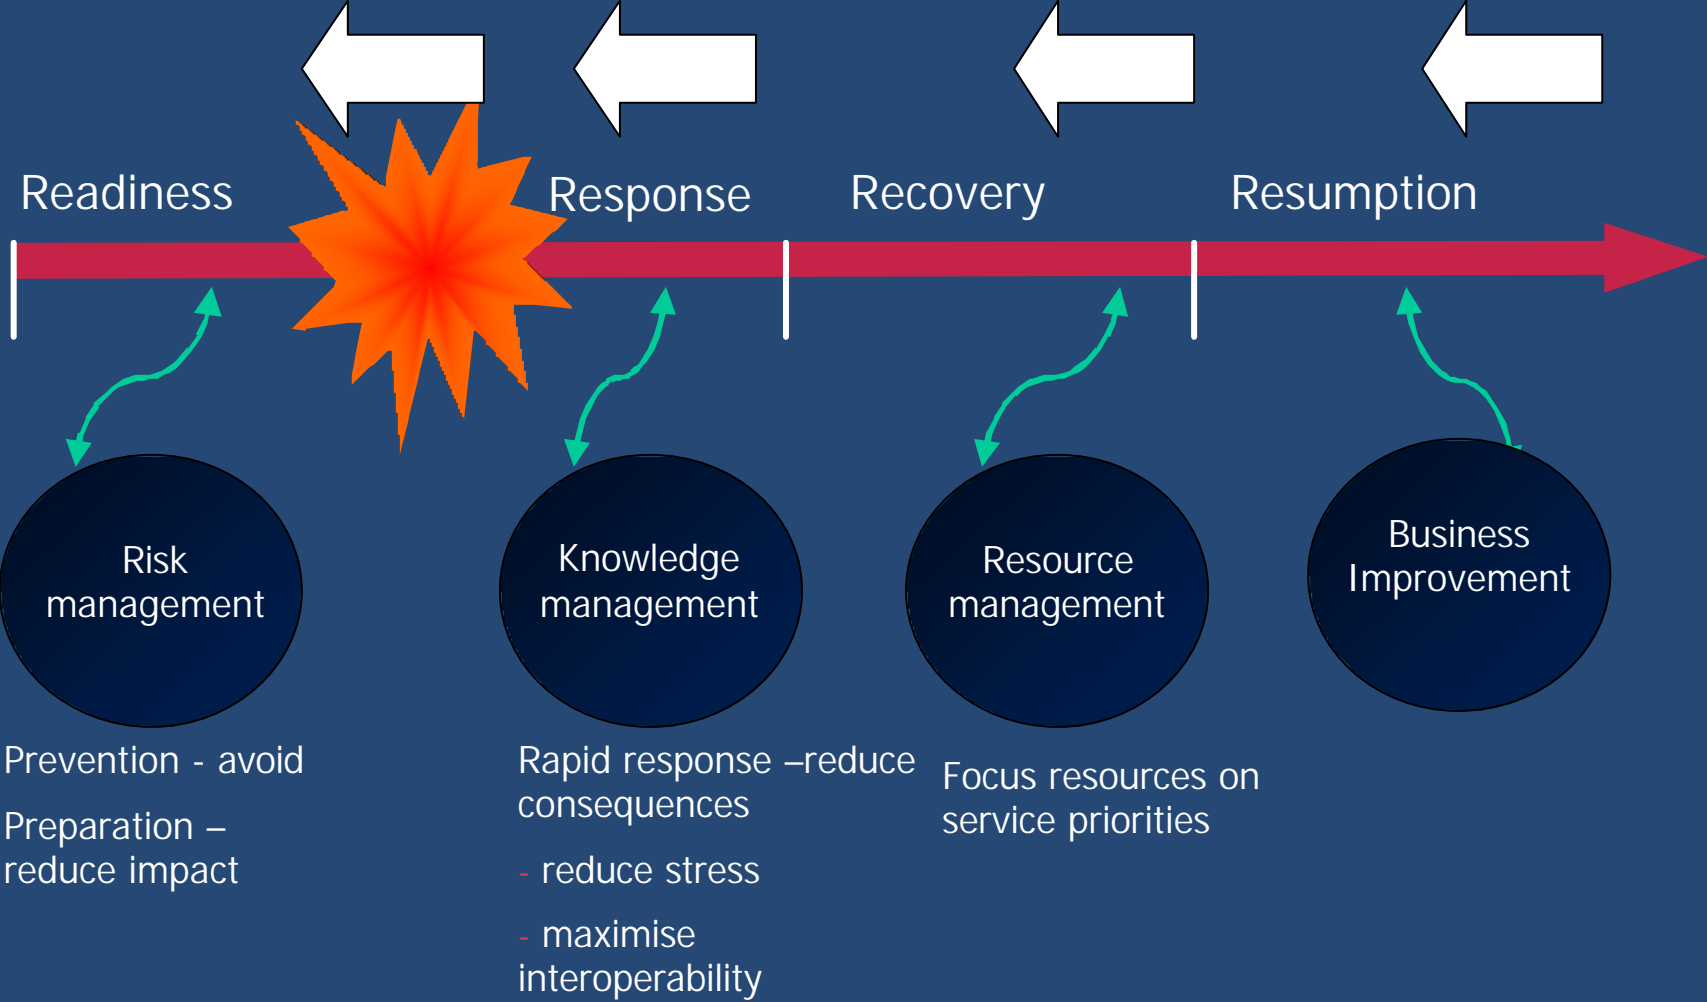 Readiness
Response
Recovery
Resumption
Risk
management
Knowledge
management
Resource
management
Business
Improvement
Prevention - avoid
Preparation –
reduce impact
Rapid response –reduce
consequences
- reduce stress
- maximise
interoperability
Focus resources on
service priorities